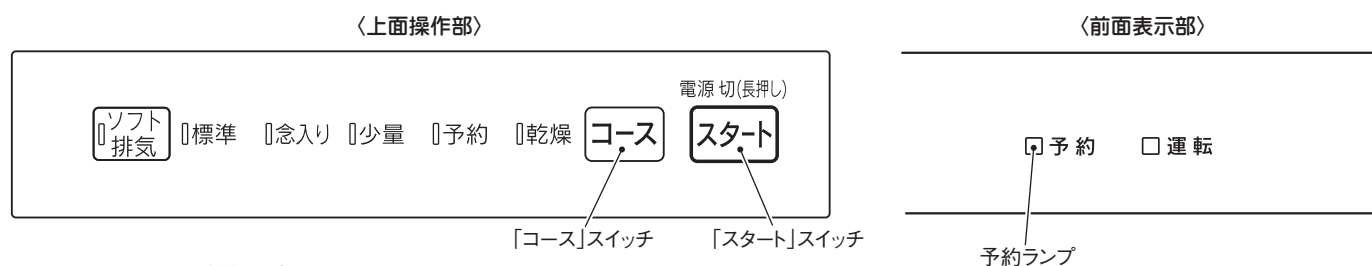 〈上面操作部〉
〈前面表示部〉
電源 切(長押し)
ソフト
排気
標準 念入り 少量 予約 乾燥 コース スタート
予約 運転
「コース」スイッチ 「スタート」スイッチ
予約ランプ